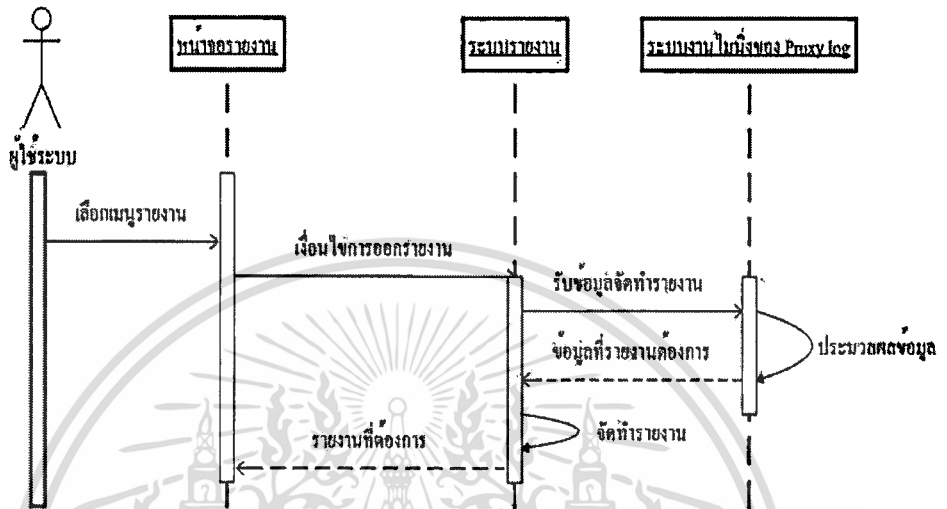 หน้าจอรายงาน
ระบบรายงาน
ระบบงานไมนิ่งของ Proxy log
ผู้ใช้ระบบ
เลือกเมนูรายงาน
เงื่อนไขการออกรายงาน
รับข้อมูลจัดทำรายงาน
ประมวลผลข้อมูล
ข้อมูลที่รายงานต้องการ
จัดทำรายงาน
รายงานที่ต้องการ